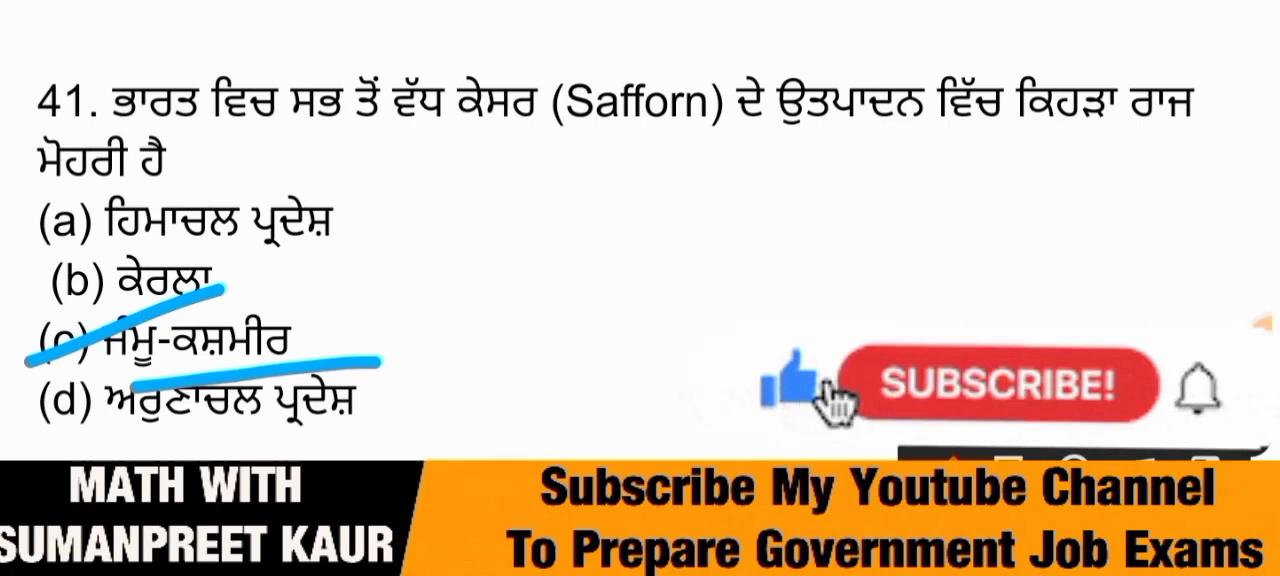 41. ਭਾਰਤ ਵਿਚ ਸਭ ਤੋਂ ਵੱਧ ਕੇਸਰ (Safforn) ਦੇ ਉਤਪਾਦਨ ਵਿੱਚ ਕਿਹੜਾ ਰਾਜ
ਮੋਹਰੀ ਹੈ
(a) ਹਿਮਾਚਲ ਪ੍ਰਦੇਸ਼
(b) ਕੇਰਲਾ
(c) ਜੰਮੂ-ਕਸ਼ਮੀਰ
(d) ਅਰੁਣਾਚਲ ਪ੍ਰਦੇਸ਼
SUBSCRIBE!
MATH WITH
SUMANPREET KAUR
Subscribe My Youtube Channel
To Prepare Government Job Exams